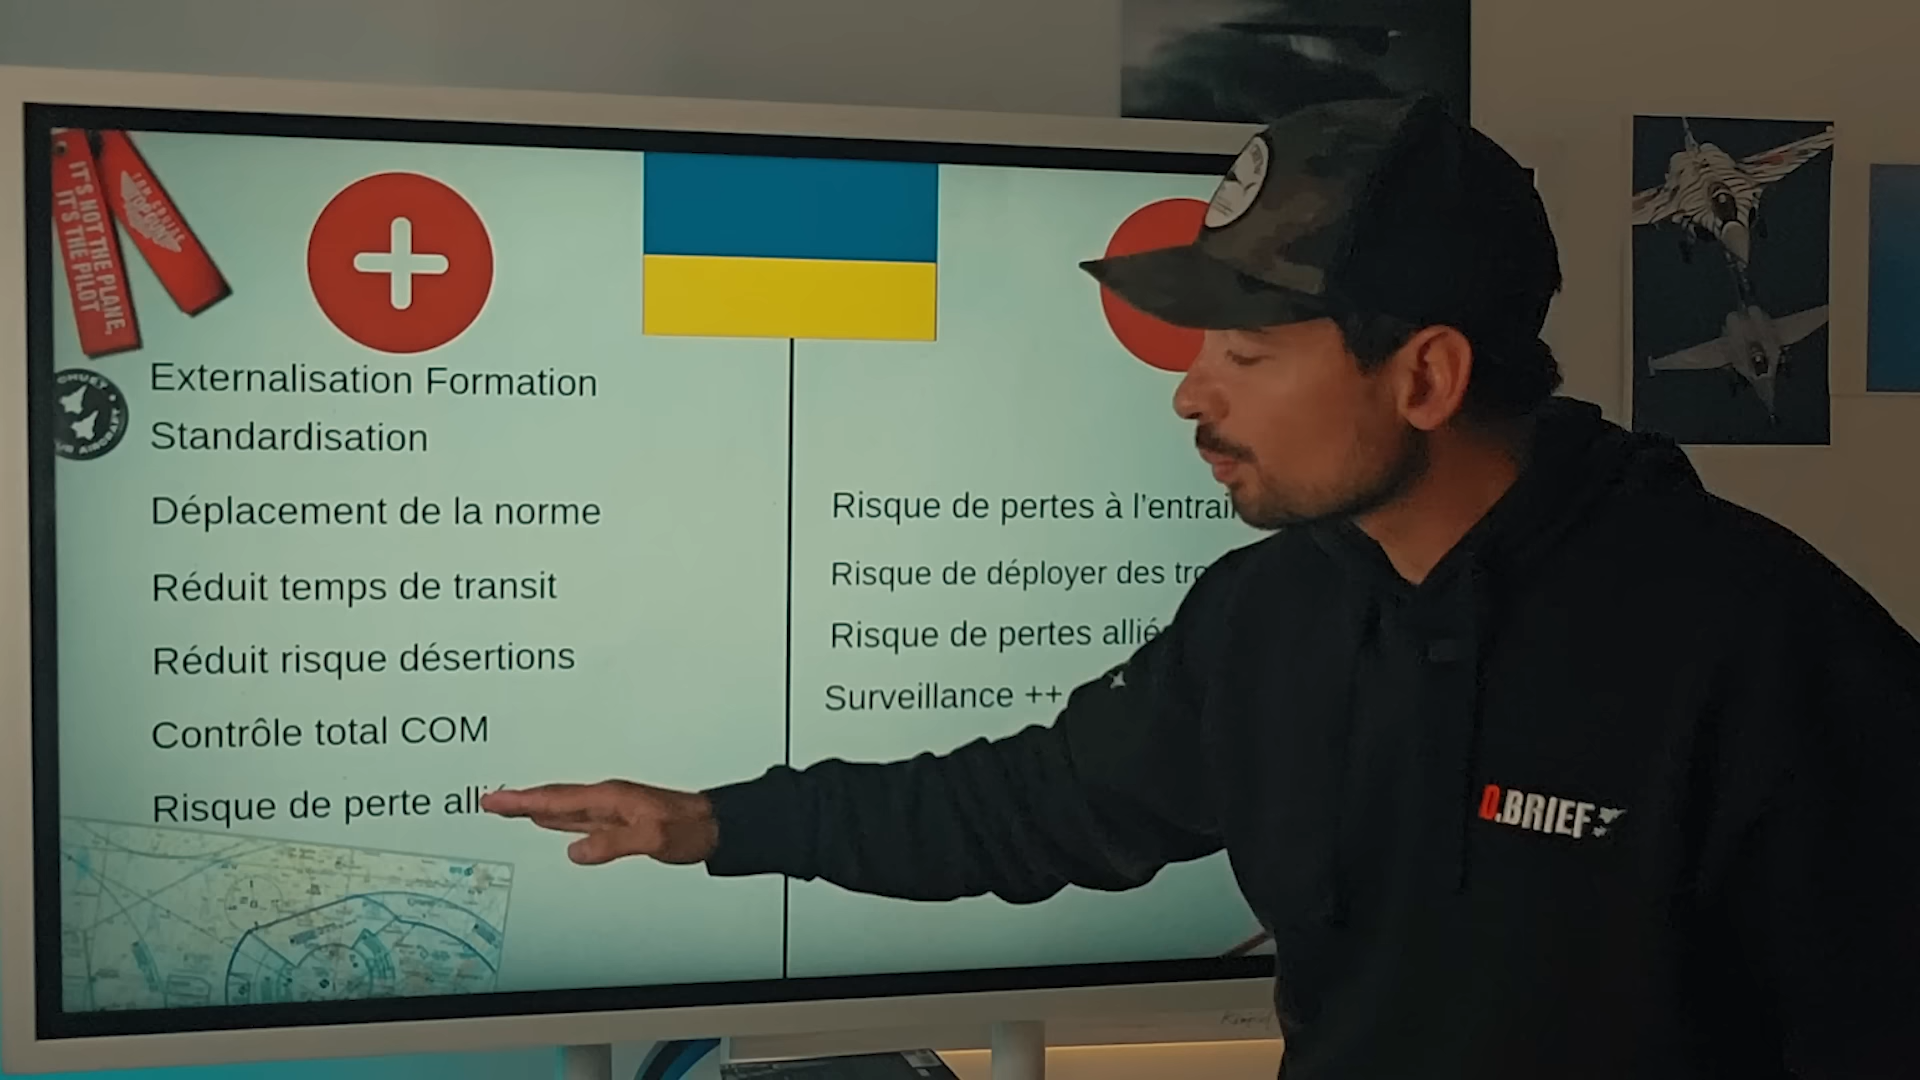 IT'S NOT THE PLANE,
IT'S THE PILOT
Externalisation Formation
Standardisation
Déplacement de la norme
Réduit temps de transit
Réduit risque désertions
Contrôle total COM
Risque de perte
Risque de pertes à
Risque de déployer des
Risque de pertes
Surveillance ++
D.BRIEF